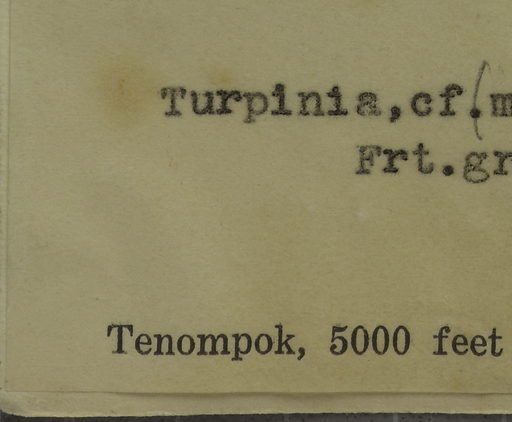 Turpinia, cf.(m
Frt.gr
Tenompok, 5000 feet